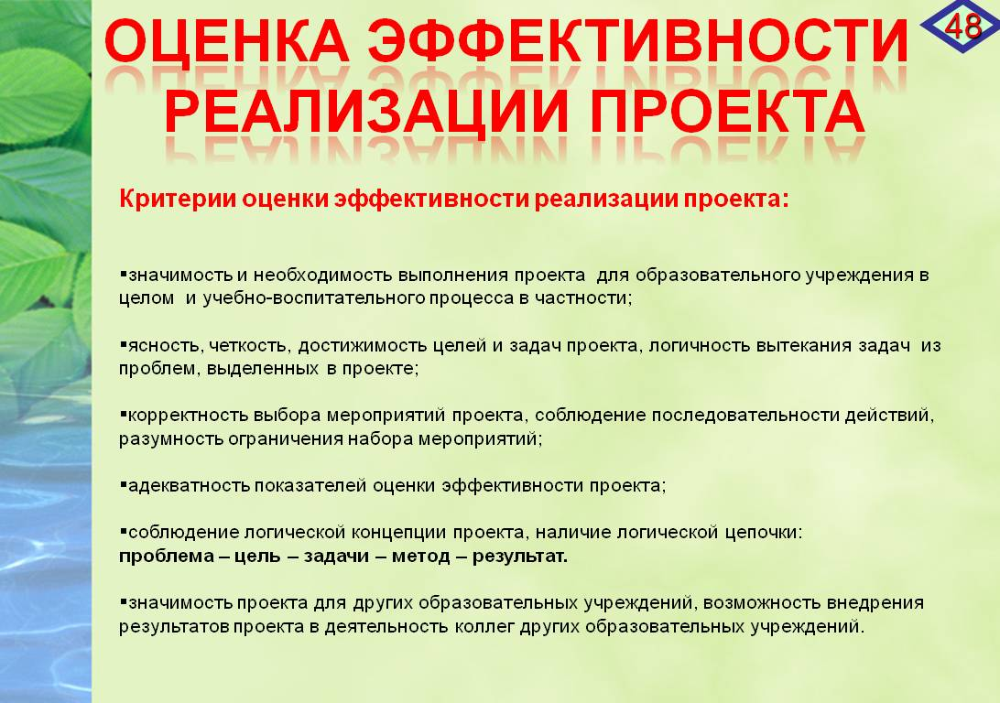 ОЦЕНКА ЭФФЕКТИВНОСТИ
48
РЕАЛИЗАЦИИ ПРОЕКТА
Критерии оценки эффективности реализации проекта:
▪значимость и необходимость выполнения проекта для образовательного учреждения в
целом и учебно-воспитательного процесса в частности;
▪ясность, четкость, достижимость целей и задач проекта, логичность вытекания задач из
проблем, выделенных в проекте;
▪корректность выбора мероприятий проекта, соблюдение последовательности действий,
разумность ограничения набора мероприятий;
▪адекватность показателей оценки эффективности проекта;
▪соблюдение логической концепции проекта, наличие логической цепочки:
проблема – цель – задачи – метод – результат.
▪значимость проекта для других образовательных учреждений, возможность внедрения
результатов проекта в деятельность коллег других образовательных учреждений.